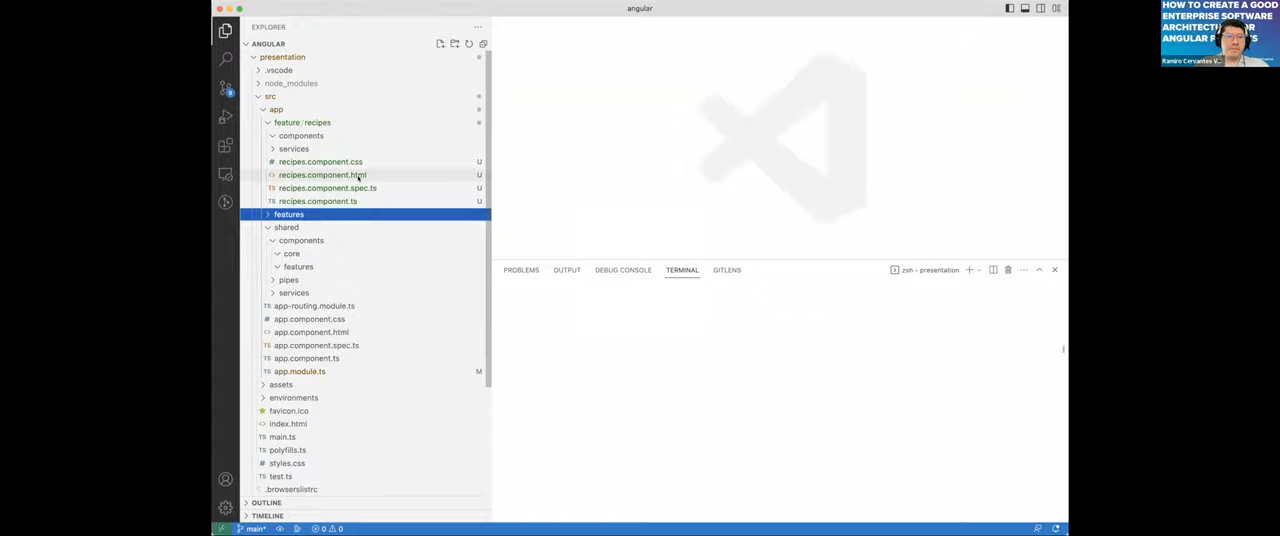 angular
HOW TO CREATE A GOOD
ENTERPRISE SOFTWARE
ANGULAR
Ramiro Cervantes V...
EXPLORER
ANGULAR
presentation
.vscode
node_modules
src
app
feature / recipes
components
services
recipes.component.css U
recipes.component.html U
recipes.component.spec.ts U
recipes.component.ts U
features
shared
components
core
features
pipes
services
app-routing.module.ts
app.component.css
app.component.html
app.component.spec.ts
app.component.ts
app.module.ts M
assets
environments
favicon.ico
index.html
main.ts
polyfills.ts
styles.css
test.ts
.browserslistrc
OUTLINE
TIMELINE
PROBLEMS OUTPUT DEBUG CONSOLE TERMINAL GITLENS
zsh - presentation
main* 0 0